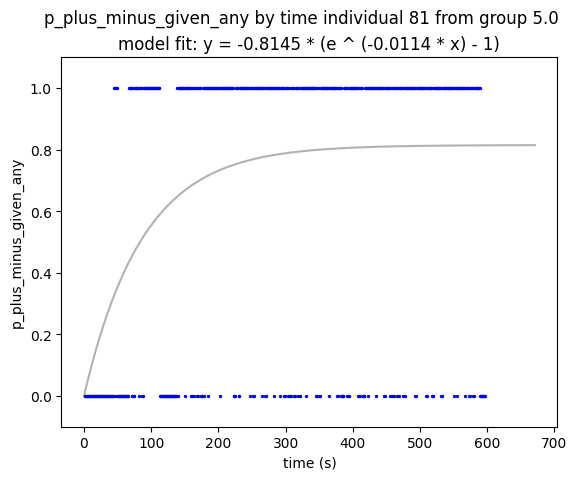 p_plus_minus_given_any by time individual 81 from group 5.0
model fit: y = -0.8145 * (e ^ (-0.0114 * x) - 1)
1.0
0.8
0.6
0.4
0.2
0.0
p_plus_minus_given_any
0 100 200 300 400 500 600 700
time (s)